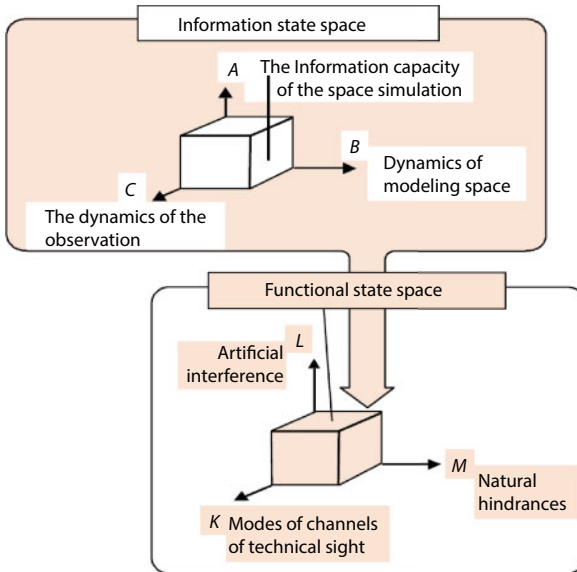 Information state space
A The Information capacity
of the space simulation
B
Dynamics of
modeling space
C
The dynamics of the
observation
Functional state space
L
Artificial
interference
M
Natural
hindrances
K Modes of channels
of technical sight